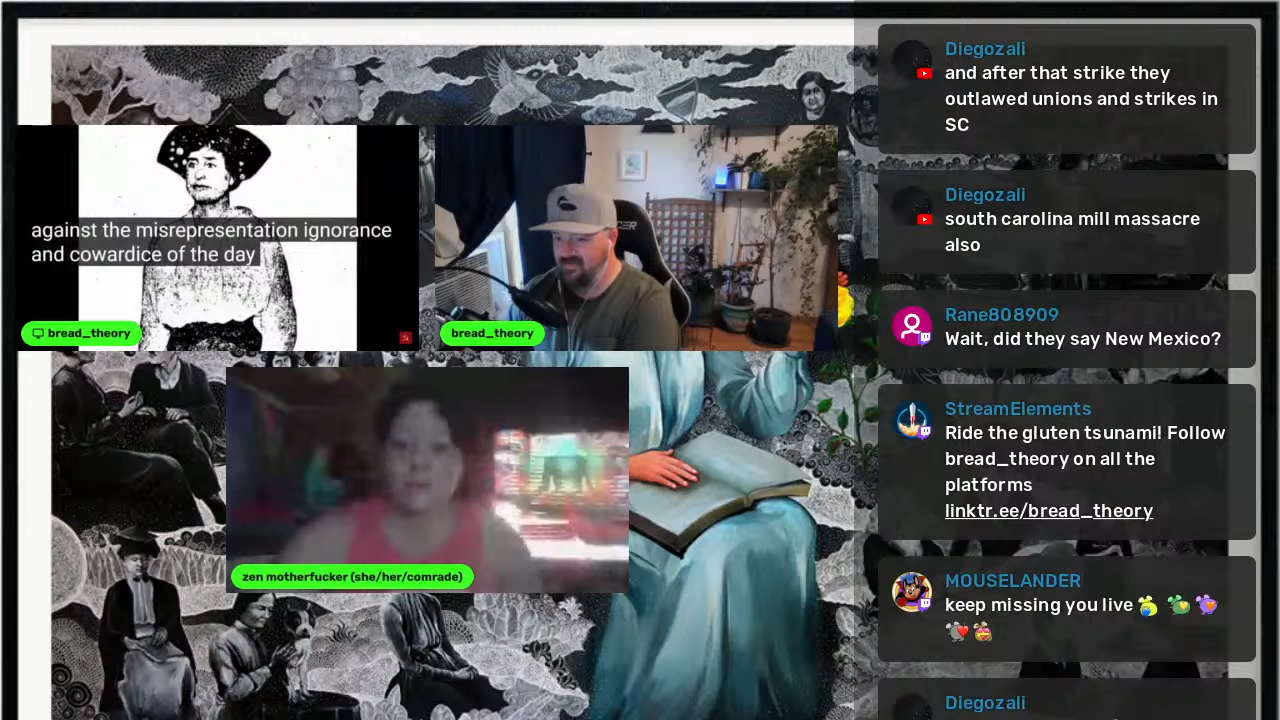 against the misrepresentation ignorance
and cowardice of the day
bread_theory
bread_theory
zen motherfucker (she/her/comrade)
Diegozali
and after that strike they
outlawed unions and strikes in
SC
Diegozali
south carolina mill massacre
also
Rane808909
Wait, did they say New Mexico?
StreamElements
Ride the gluten tsunami! Follow
bread_theory on all the
platforms
linktr.ee/bread_theory
MOUSELANDER
keep missing you live
Diegozali